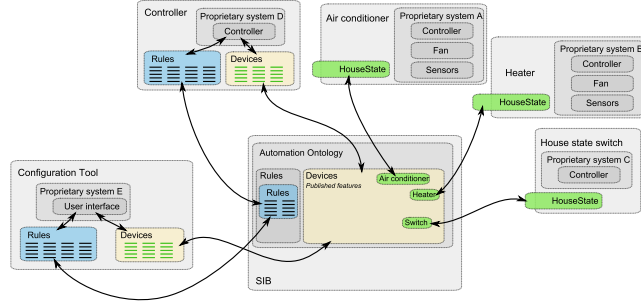 Controller
Proprietary system D
Controller
Rules
Devices
Air conditioner
Proprietary system A
Controller
Fan
Sensors
HouseState
Heater
Proprietary system B
Controller
Fan
Sensors
HouseState
House state switch
Proprietary system C
Controller
HouseState
Automation Ontology
Rules
Rules
Devices
Published features
Air conditioner
Heater
Switch
SIB
Configuration Tool
Proprietary system E
User interface
Rules
Devices